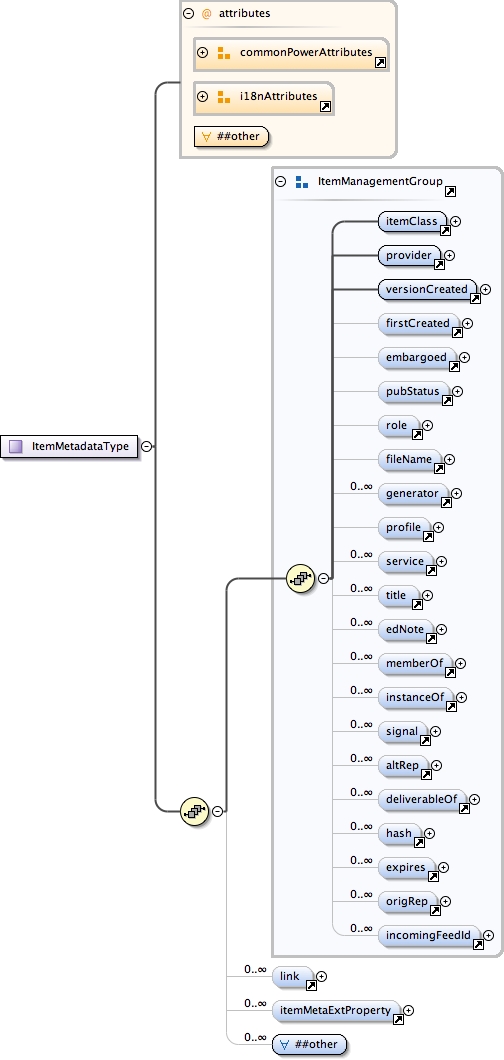 @ attributes
commonPowerAttributes
i18nAttributes
##other
ItemManagementGroup
itemClass
provider
versionCreated
firstCreated
embargoed
pubStatus
role
fileName
ItemMetadataType
0..∞ generator
profile
0..∞ service
0..∞ title
0..∞ edNote
0..∞ memberOf
0..∞ instanceOf
0..∞ signal
0..∞ altRep
0..∞ deliverableOf
0..∞ hash
0..∞ expires
0..∞ origRep
0..∞ incomingFeedId
0..∞ link
0..∞ itemMetaExtProperty
0..∞ ##other